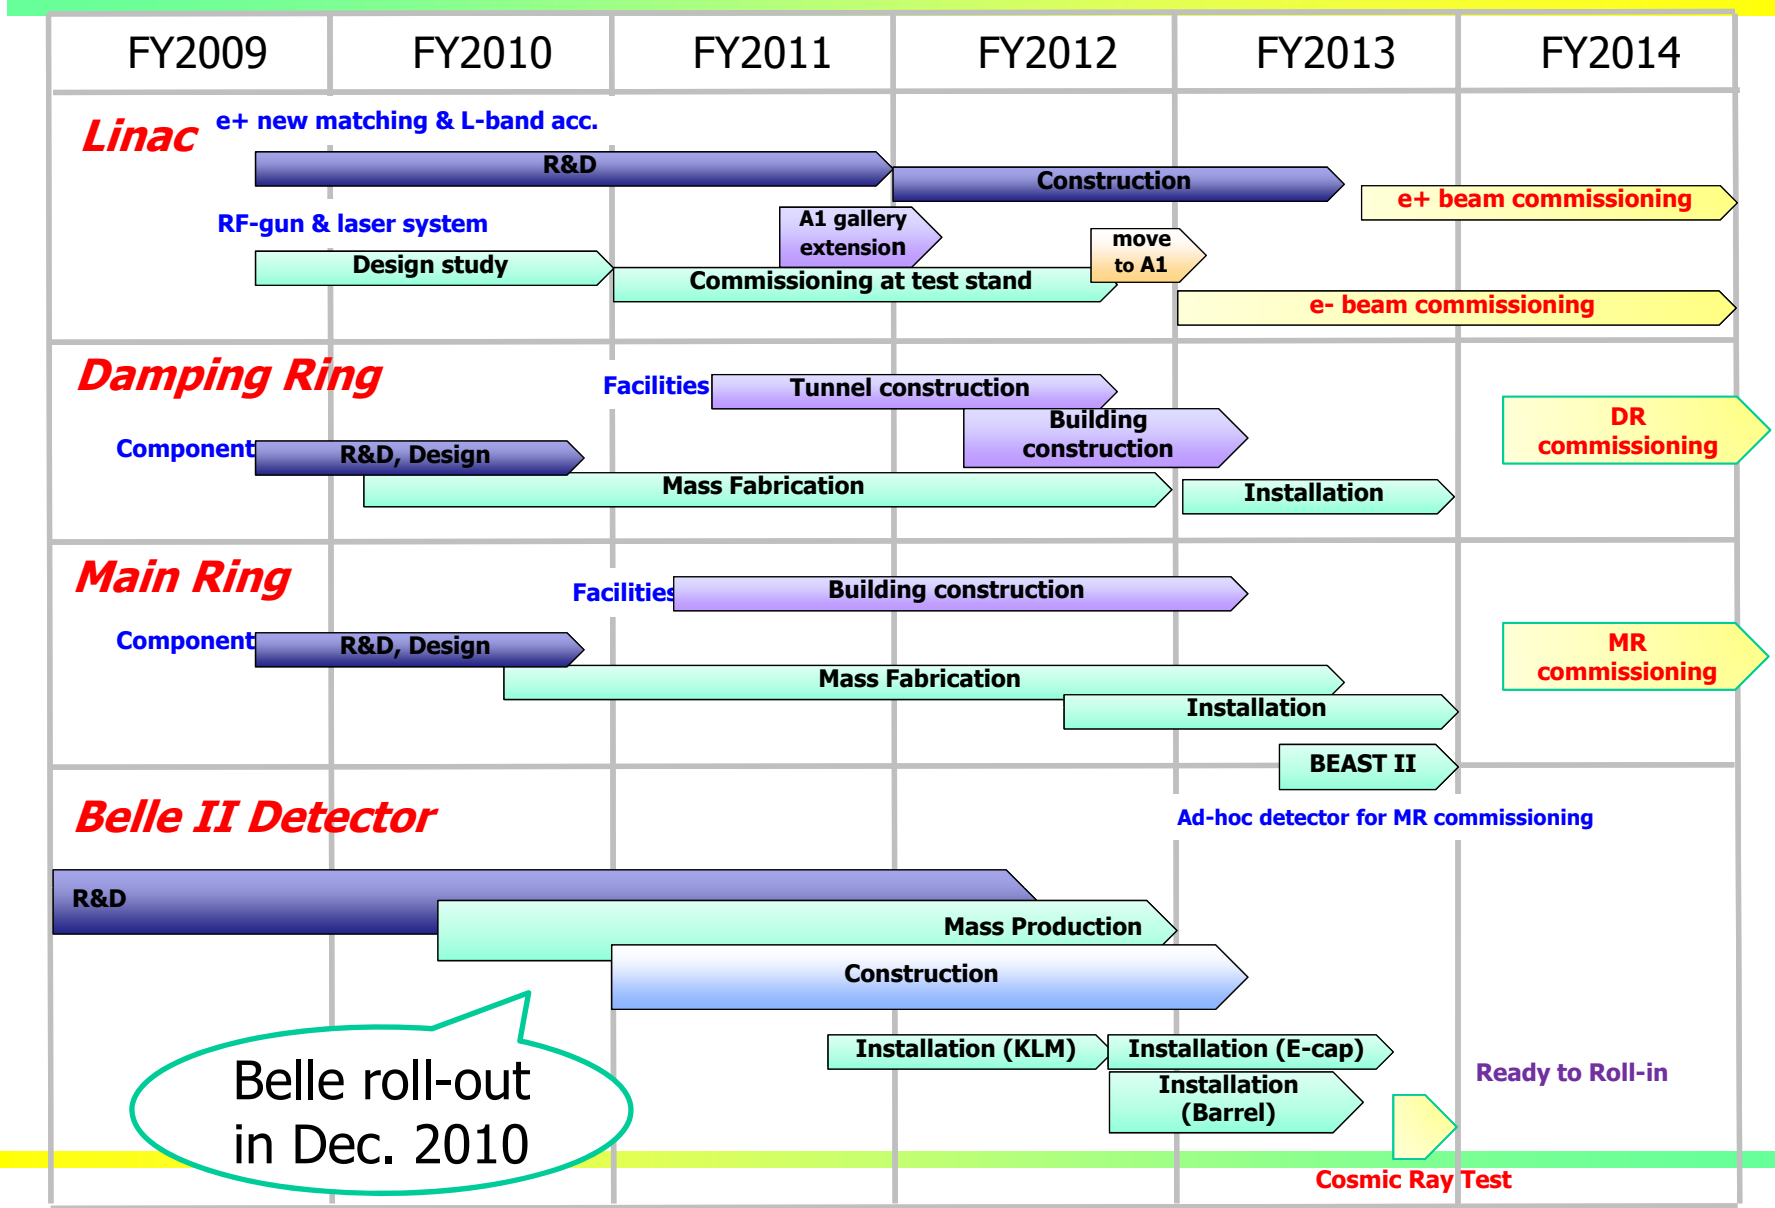 FY2009 FY2010 FY2011 FY2012 FY2013 FY2014
Linac
e+ new matching & L-band acc.
R&D
Construction
e+ beam commissioning
RF-gun & laser system
A1 gallery
extension
move
to A1
Design study
Commissioning at test stand
e- beam commissioning
Damping Ring
Facilities
Tunnel construction
Building
construction
DR
commissioning
Component
R&D, Design
Mass Fabrication
Installation
Main Ring
Facilities
Building construction
Component
R&D, Design
MR
commissioning
Mass Fabrication
Installation
BEAST II
Belle II Detector
Ad-hoc detector for MR commissioning
R&D
Mass Production
Construction
Installation (KLM)
Installation (E-cap)
Installation
(Barrel)
Ready to Roll-in
Belle roll-out
in Dec. 2010
Cosmic Ray Test